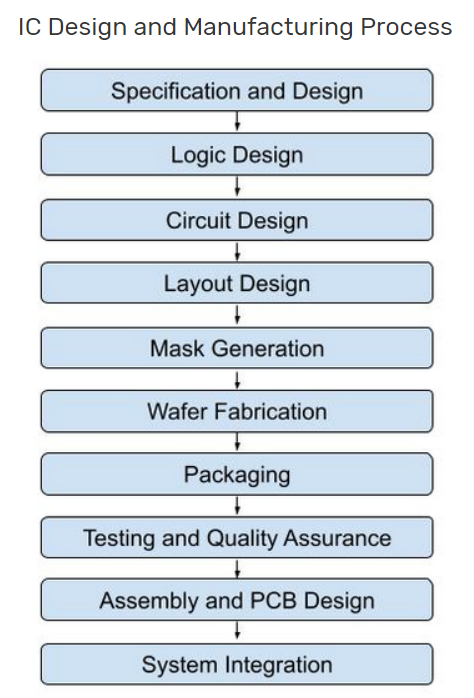 IC Design and Manufacturing Process
Specification and Design
Logic Design
Circuit Design
Layout Design
Mask Generation
Wafer Fabrication
Packaging
Testing and Quality Assurance
Assembly and PCB Design
System Integration